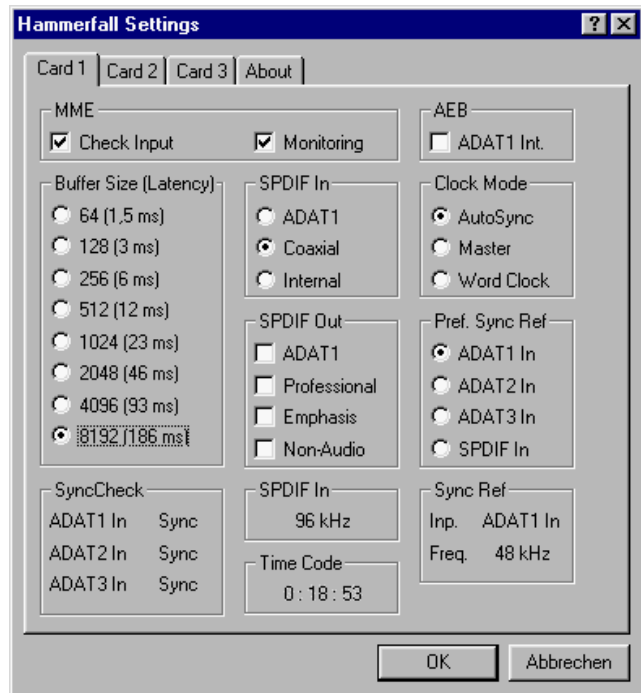 Hammerfall Settings
Card 1 Card 2 Card 3 About
MME
Check Input Monitoring
AEB
ADAT1 Int.
Buffer Size (Latency)
64 (1,5 ms)
128 (3 ms)
256 (6 ms)
512 (12 ms)
1024 (23 ms)
2048 (46 ms)
4096 (93 ms)
8192 (186 ms)
SPDIF In
ADAT1
Coaxial
Internal
Clock Mode
AutoSync
Master
Word Clock
SPDIF Out
ADAT1
Professional
Emphasis
Non-Audio
Pref. Sync Ref
ADAT1 In
ADAT2 In
ADAT3 In
SPDIF In
SyncCheck
ADAT1 In Sync
ADAT2 In Sync
ADAT3 In Sync
SPDIF In
96 kHz
Time Code
0 : 18 : 53
Sync Ref
Inp. ADAT1 In
Freq. 48 kHz
OK Abbrechen